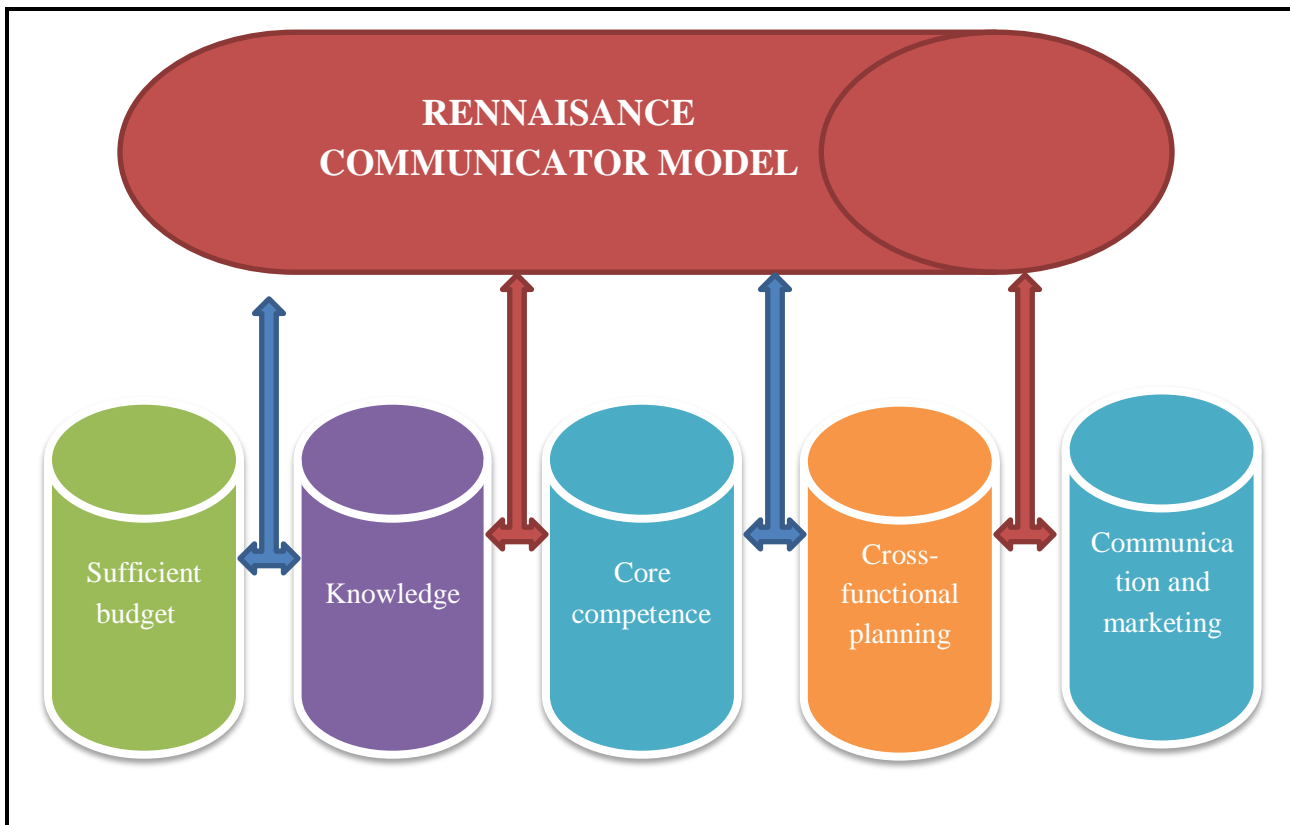 RENNAISANCE
COMMUNICATOR MODEL
Sufficient
budget
Knowledge
Core
competence
Cross-
functional
planning
Communica
tion and
marketing